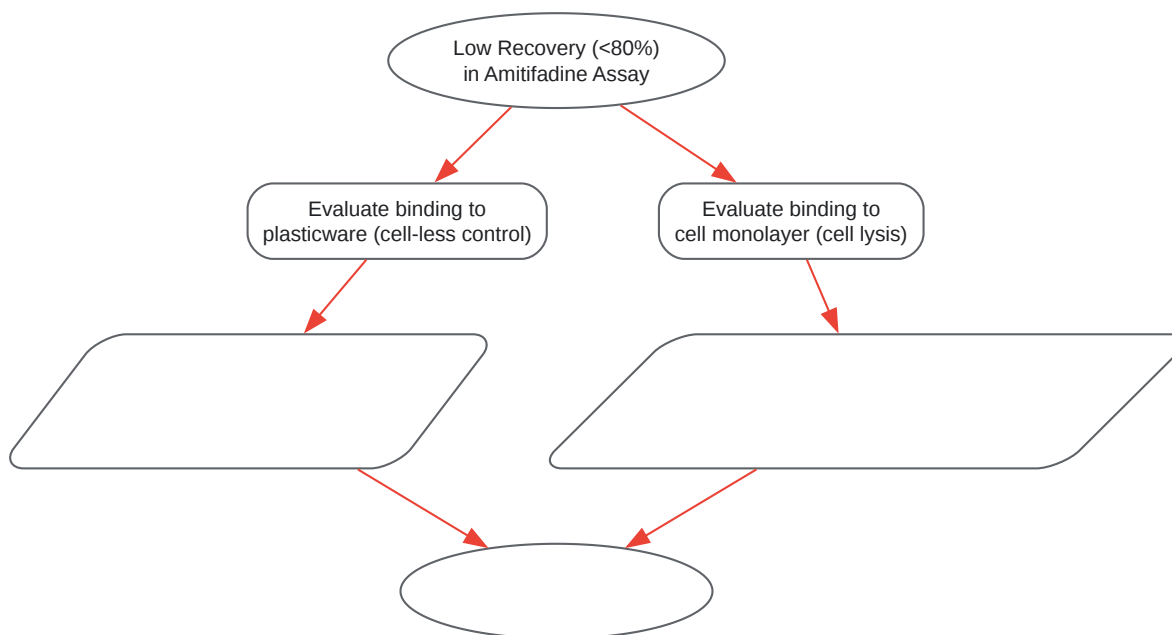 Low Recovery (<80%)
in Amitifadine Assay
Evaluate binding to
plasticware (cell-less control)
Evaluate binding to
cell monolayer (cell lysis)